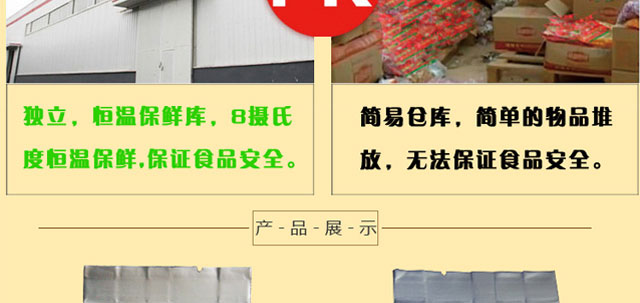 独立，恒温保鲜库，8摄氏
度恒温保鲜,保证食品安全。
简易仓库，简单的物品堆
放，无法保证食品安全。
产-品-展-示